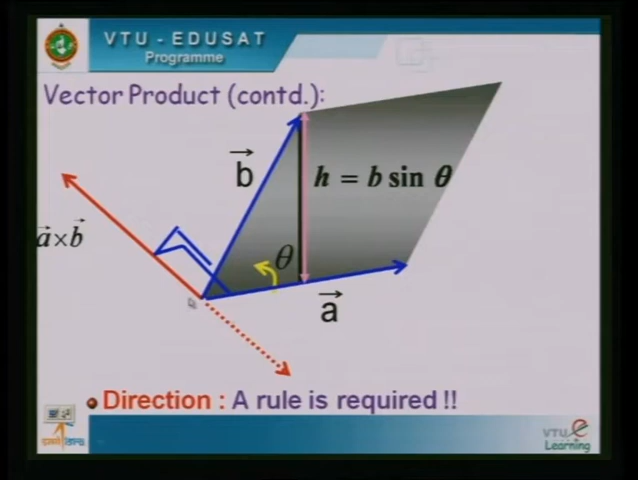 VTU - EDUSAT
Programme
Vector Product (contd.):
b
h = b sin θ
a×b
θ
a
Direction : A rule is required !!
VTU e
Learning